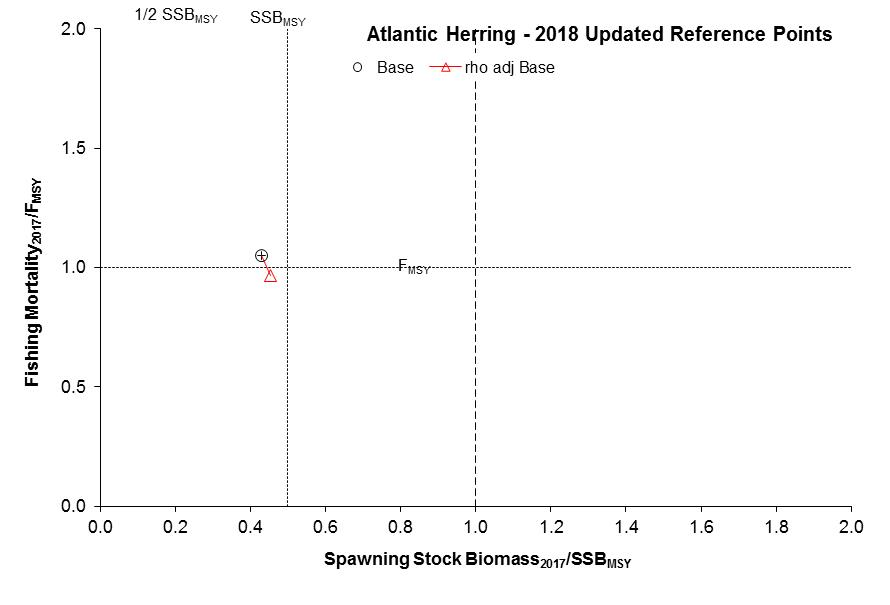 1/2 SSBMSY SSBMSY
Atlantic Herring - 2018 Updated Reference Points
Base rho adj Base
2.0
1.5
1.0
0.5
0.0
FMSY
Fishing Mortality2017/FMSY
0.0 0.2 0.4 0.6 0.8 1.0 1.2 1.4 1.6 1.8 2.0
Spawning Stock Biomass2017/SSBMSY